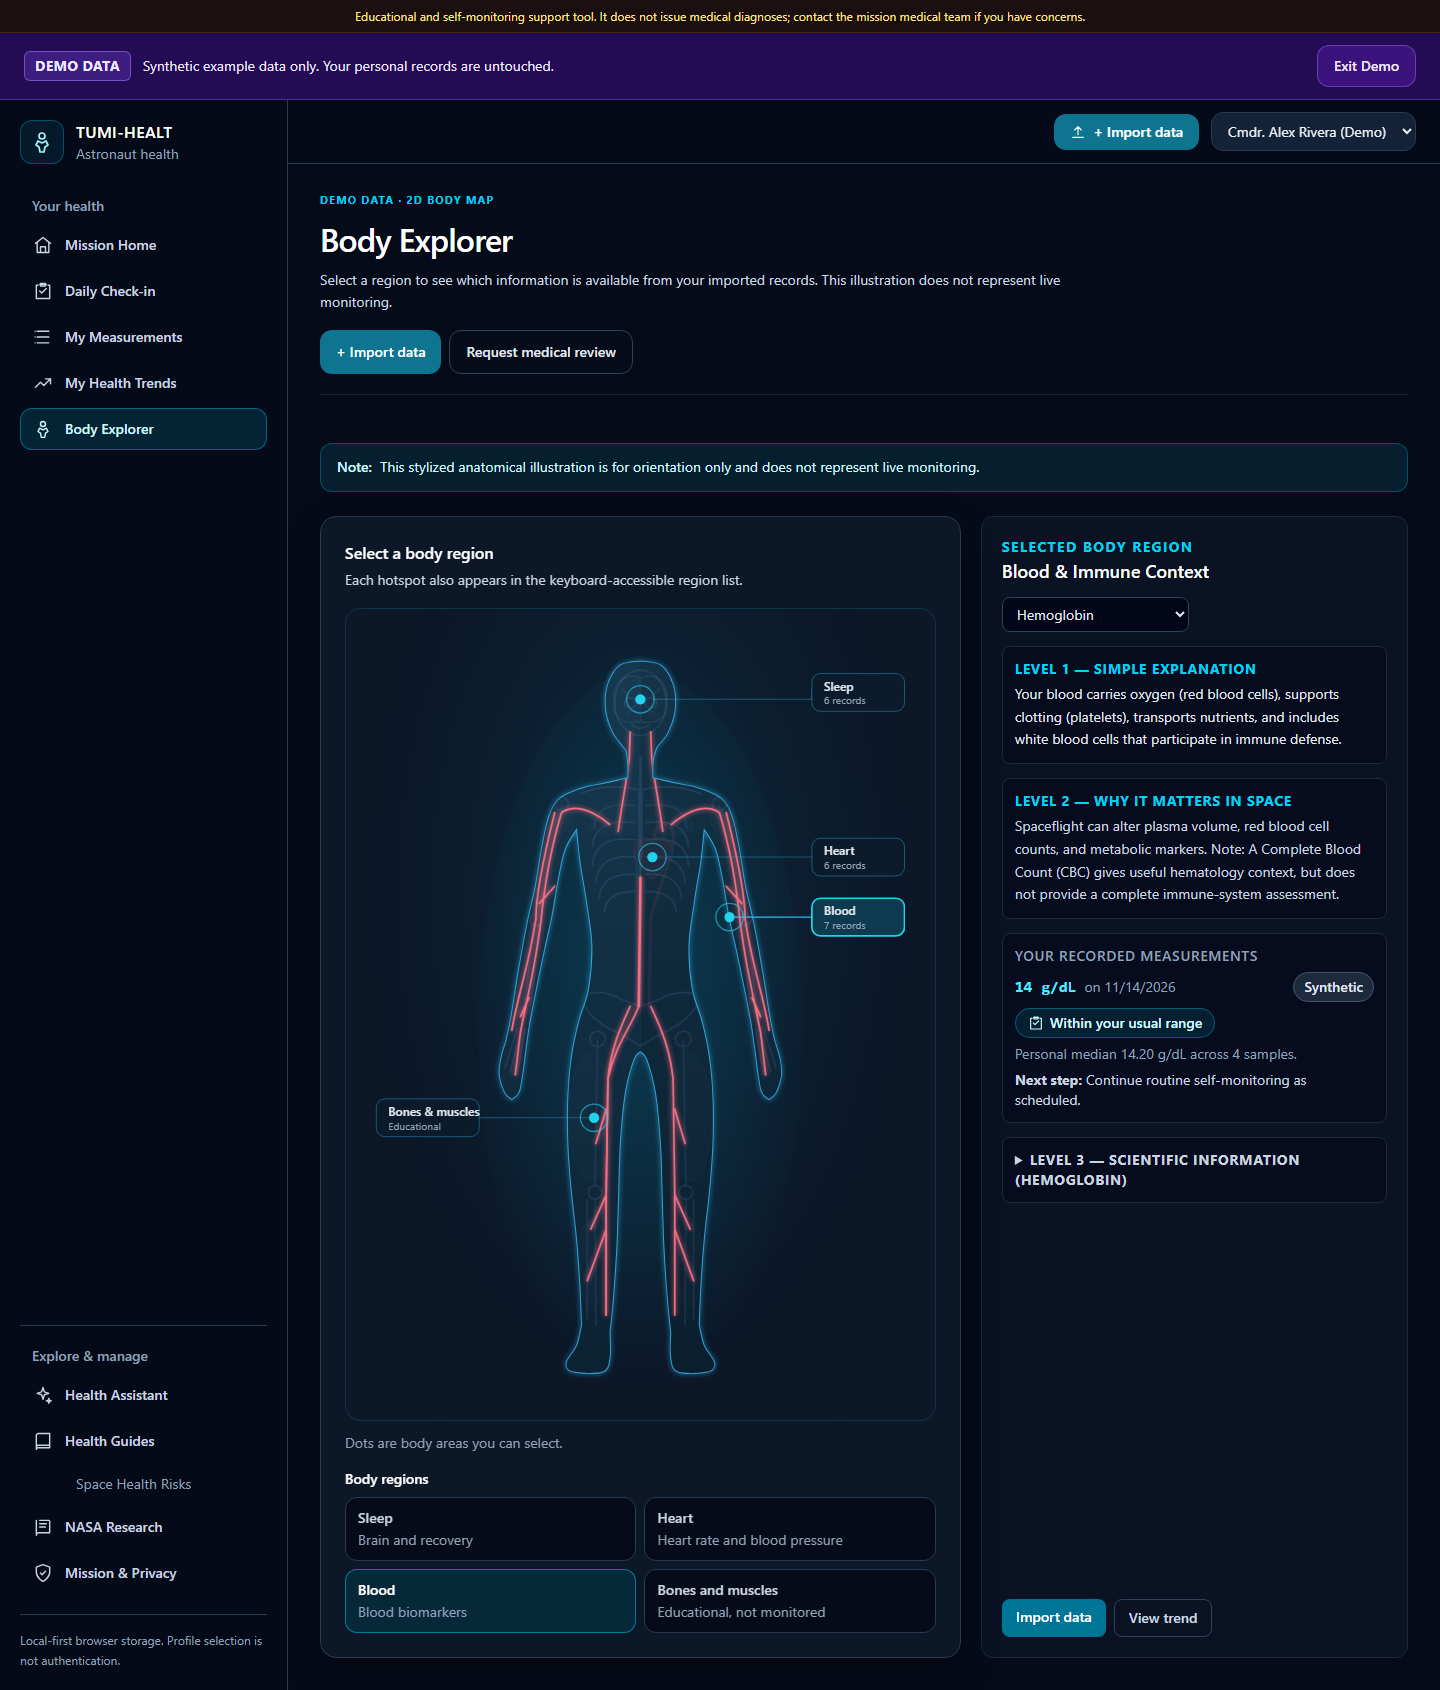 Educational and self-monitoring support tool. It does not issue medical diagnoses; contact the mission medical team if you have concerns.
DEMO DATA
Synthetic example data only. Your personal records are untouched.
Exit Demo
TUMI-HEALT
Astronaut health
+ Import data
Cmdr. Alex Rivera (Demo)
Your health
Mission Home
Daily Check-in
My Measurements
My Health Trends
Body Explorer
DEMO DATA · 2D BODY MAP
Body Explorer
Select a region to see which information is available from your imported records. This illustration does not represent live
monitoring.
+ Import data
Request medical review
Note: This stylized anatomical illustration is for orientation only and does not represent live monitoring.
Select a body region
Each hotspot also appears in the keyboard-accessible region list.
Sleep
6 records
Heart
6 records
Blood
7 records
Bones & muscles
Educational
Dots are body areas you can select.
Body regions
Sleep
Brain and recovery
Heart
Heart rate and blood pressure
Blood
Blood biomarkers
Bones and muscles
Educational, not monitored
SELECTED BODY REGION
Blood & Immune Context
Hemoglobin
LEVEL 1 — SIMPLE EXPLANATION
Your blood carries oxygen (red blood cells), supports
clotting (platelets), transports nutrients, and includes
white blood cells that participate in immune defense.
LEVEL 2 — WHY IT MATTERS IN SPACE
Spaceflight can alter plasma volume, red blood cell
counts, and metabolic markers. Note: A Complete Blood
Count (CBC) gives useful hematology context, but does
not provide a complete immune-system assessment.
YOUR RECORDED MEASUREMENTS
14 g/dL on 11/14/2026
Synthetic
Within your usual range
Personal median 14.20 g/dL across 4 samples.
Next step: Continue routine self-monitoring as
scheduled.
LEVEL 3 — SCIENTIFIC INFORMATION
(HEMOGLOBIN)
Import data
View trend
Explore & manage
Health Assistant
Health Guides
Space Health Risks
NASA Research
Mission & Privacy
Local-first browser storage. Profile selection is
not authentication.